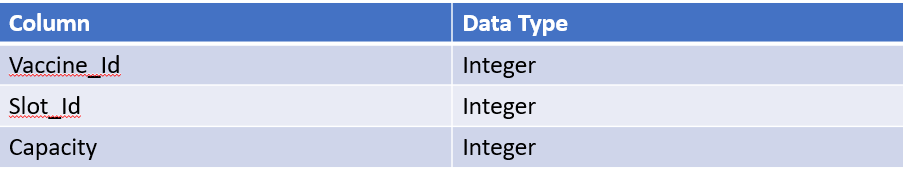 Column Data Type
Vaccine_Id Integer
Slot_Id Integer
Capacity Integer